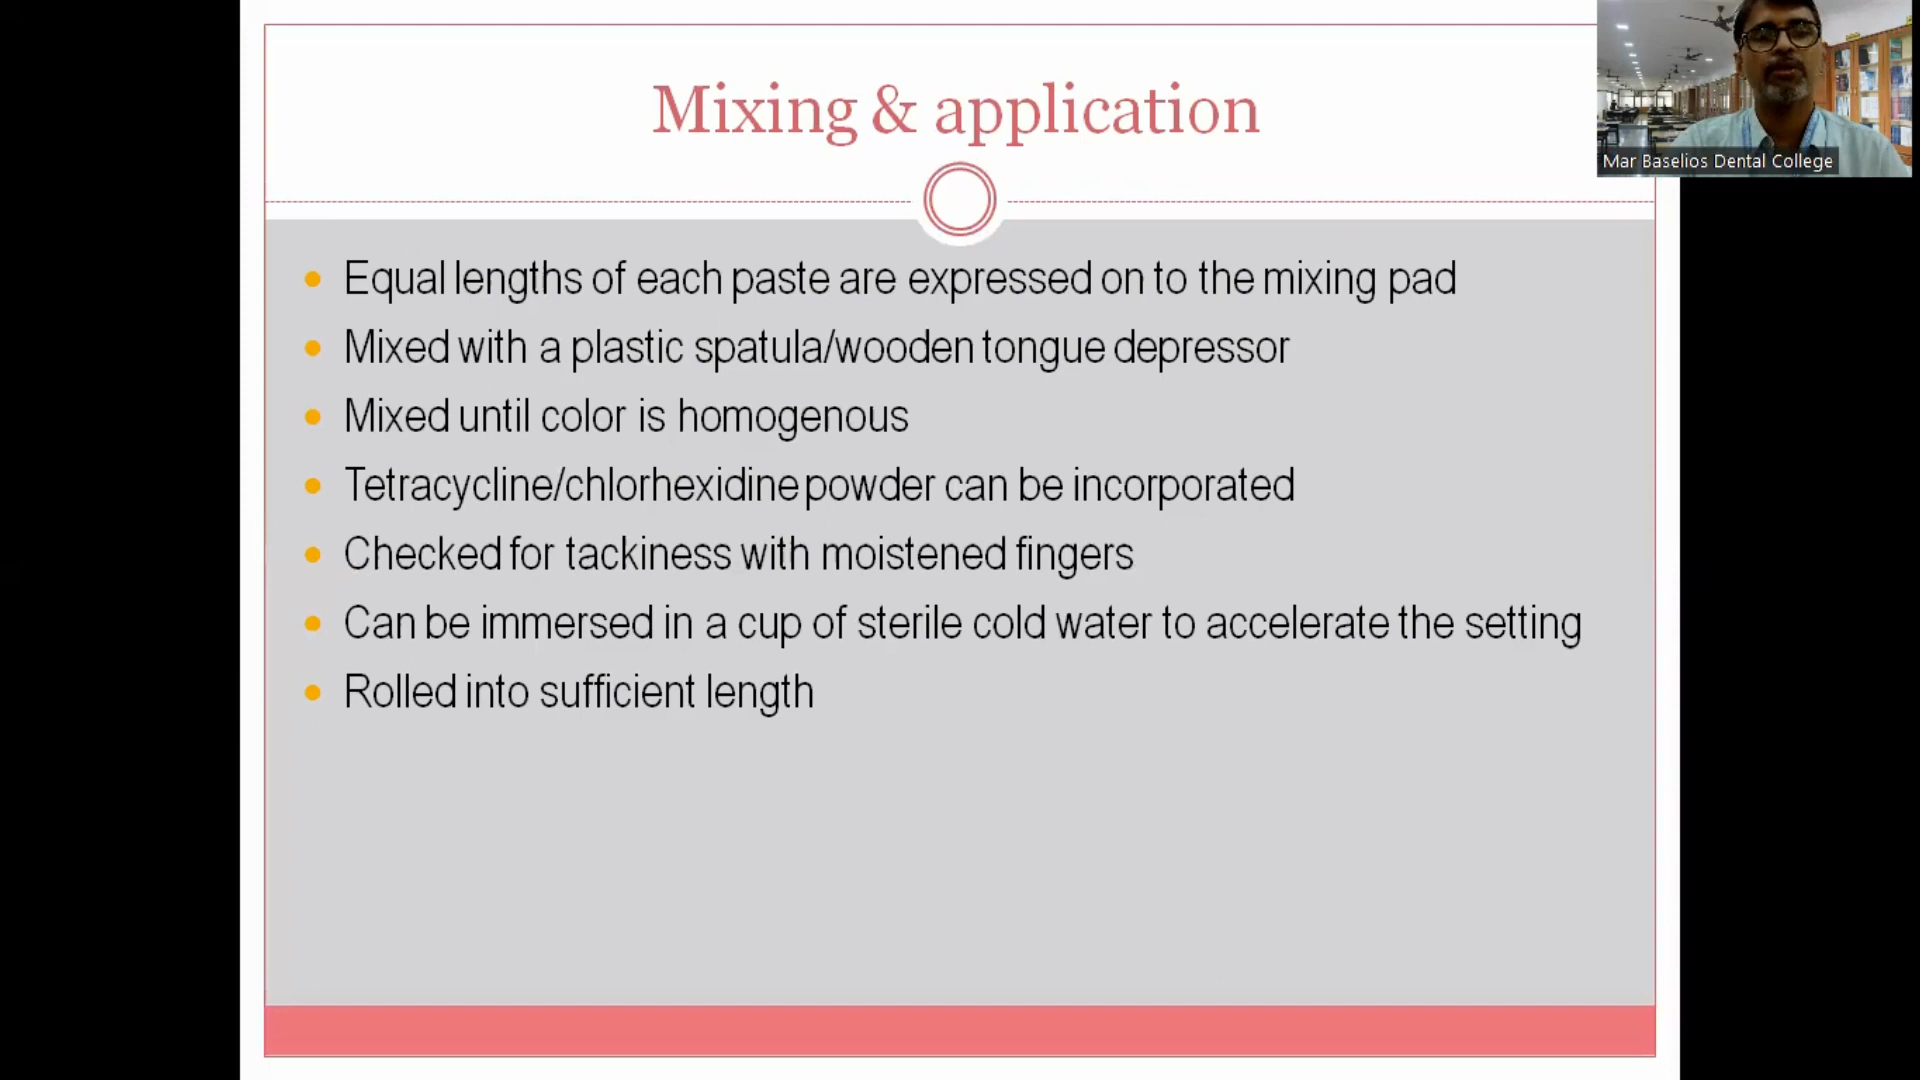 Mixing & application
Mar Baselios Dental College
Equal lengths of each paste are expressed on to the mixing pad
Mixed with a plastic spatula/wooden tongue depressor
Mixed until color is homogenous
Tetracycline/chlorhexidine powder can be incorporated
Checked for tackiness with moistened fingers
Can be immersed in a cup of sterile cold water to accelerate the setting
Rolled into sufficient length